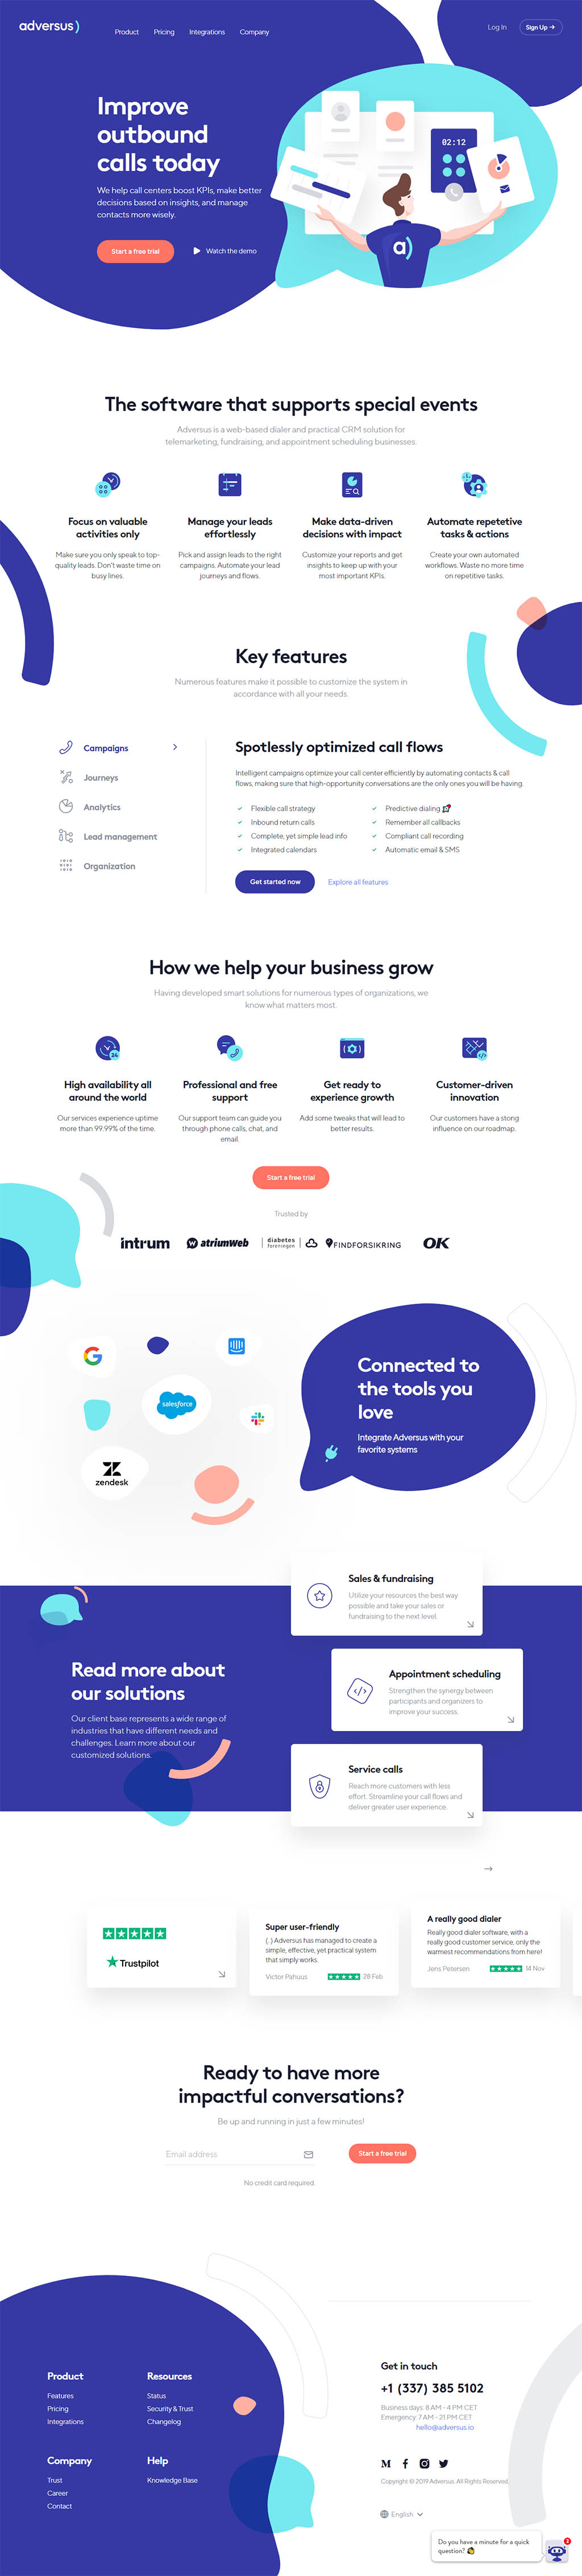 adversus)
Product Pricing Integrations Company
Log In Sign Up →
Improve
outbound
calls today
We help call centers boost KPIs, make better
decisions based on insights, and manage
contacts more wisely.
Start a free trial Watch the demo
02:12
a)
The software that supports special events
Adversus is a web-based dialer and practical CRM solution for
telemarketing, fundraising, and appointment scheduling businesses.
Focus on valuable
activities only
Make sure you only speak to top-
quality leads. Don't waste time on
busy lines.
Manage your leads
effortlessly
Pick and assign leads to the right
campaigns. Automate your lead
journeys and flows.
Make data-driven
decisions with impact
Customize your reports and get
insights to keep up with your
most important KPIs.
Automate repetetive
tasks & actions
Create your own automated
workflows. Waste no more time
on repetitive tasks.
Key features
Numerous features make it possible to customize the system in
accordance with all your needs.
Campaigns
Journeys
Analytics
Lead management
Organization
Spotlessly optimized call flows
Intelligent campaigns optimize your call center efficiently by automating contacts & call
flows, making sure that high-opportunity conversations are the only ones you will be having.
Flexible call strategy
Inbound return calls
Complete, yet simple lead info
Integrated calendars
Predictive dialing
Remember all callbacks
Compliant call recording
Automatic email & SMS
Get started now Explore all features
How we help your business grow
Having developed smart solutions for numerous types of organizations, we
know what matters most.
24
High availability all
around the world
Our services experience uptime
more than 99.99% of the time.
Professional and free
support
Our support team can guide you
through phone calls, chat, and
email.
Get ready to
experience growth
Add some tweaks that will lead to
better results.
Customer-driven
innovation
Our customers have a strong
influence on our roadmap.
Start a free trial
Trusted by
intrum
atriumWeb
diabetes
foreningen
FINDFORSIKRING
OK
salesforce
zendesk
Connected to
the tools you
love
Integrate Adversus with your
favorite systems
Read more about
our solutions
Our client base represents a wide range of
industries that have different needs and
challenges. Learn more about our
customized solutions.
Sales & fundraising
Utilize your resources the best way
possible and take your sales or
fundraising to the next level.
Appointment scheduling
Strengthen the synergy between
participants and organizers to
improve your success.
Service calls
Reach more customers with less
effort. Streamline your call flows and
deliver greater user experience.
Trustpilot
Super user-friendly
(..) Adversus has managed to create a
simple, effective, yet practical system
that simply works.
Victor Pahuus 28 Feb
A really good dialer
Really good dialer software, with a
really good customer service, only the
warmest recommendations from here!
Jens Petersen 14 Nov
Ready to have more
impactful conversations?
Be up and running in just a few minutes!
Email address
Start a free trial
No credit card required
Product
Features
Pricing
Integrations
Resources
Status
Security & Trust
Changelog
Company
Trust
Career
Contact
Help
Knowledge Base
Get in touch
+1 (337) 385 5102
Business days: 8 AM - 4 PM CET
Emergency: 7 AM - 21 PM CET
hello@adversus.io
Copyright © 2019 Adversus. All Rights Reserved.
English
Do you have a minute for a quick
question?
2